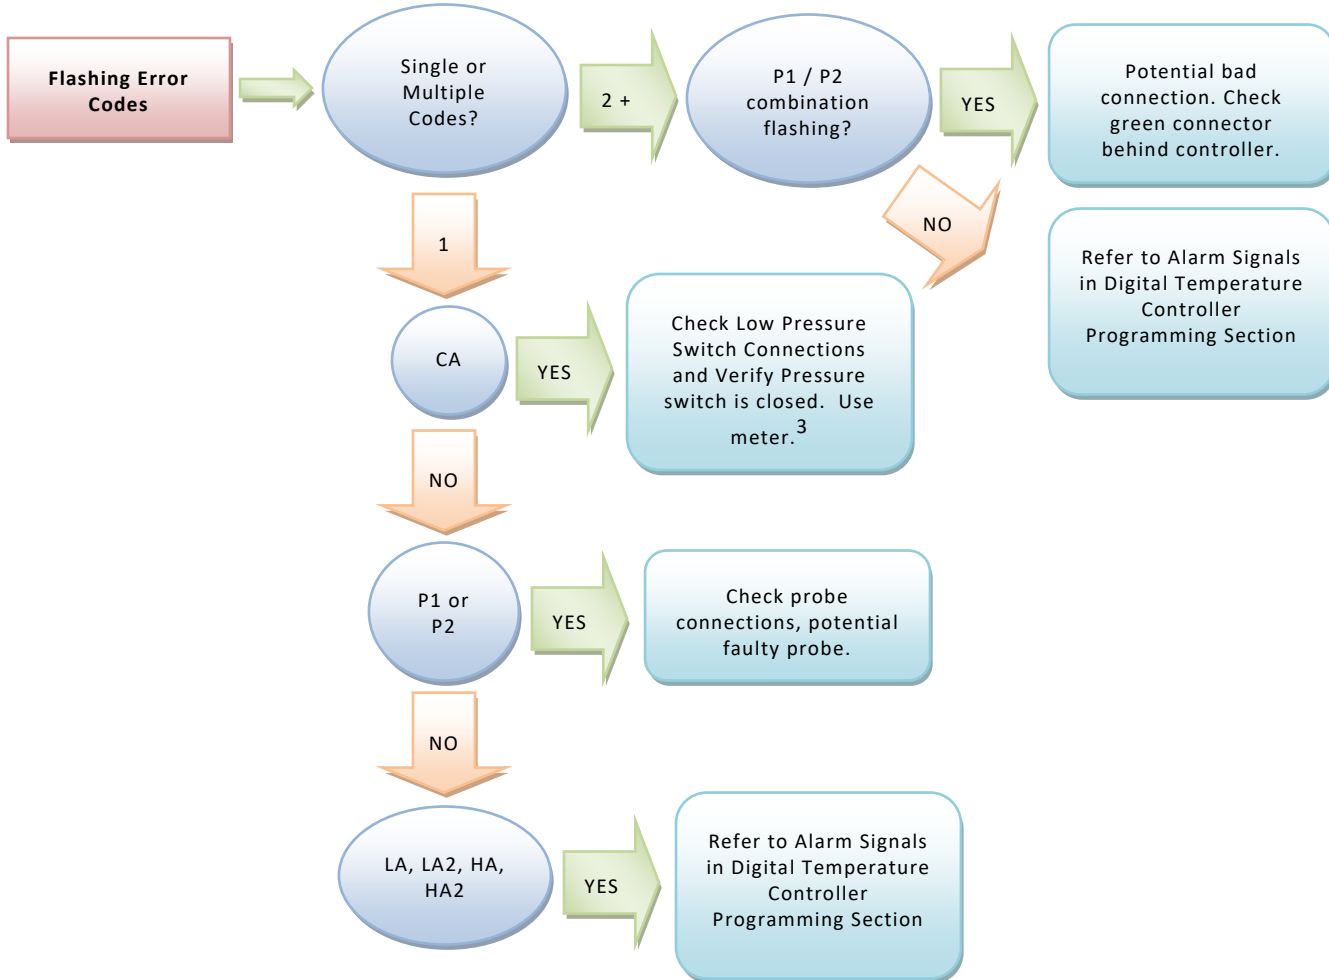 Flashing Error
Codes
Single or
Multiple
Codes?
2 +
P1 / P2
combination
flashing?
YES
Potential bad
connection. Check
green connector
behind controller.
NO
Refer to Alarm Signals
in Digital Temperature
Controller
Programming Section
1
CA
YES
Check Low Pressure
Switch Connections
and Verify Pressure
switch is closed.  Use
meter.3
NO
P1 or
P2
YES
Check probe
connections, potential
faulty probe.
NO
LA, LA2, HA,
HA2
YES
Refer to Alarm Signals
in Digital Temperature
Controller
Programming Section